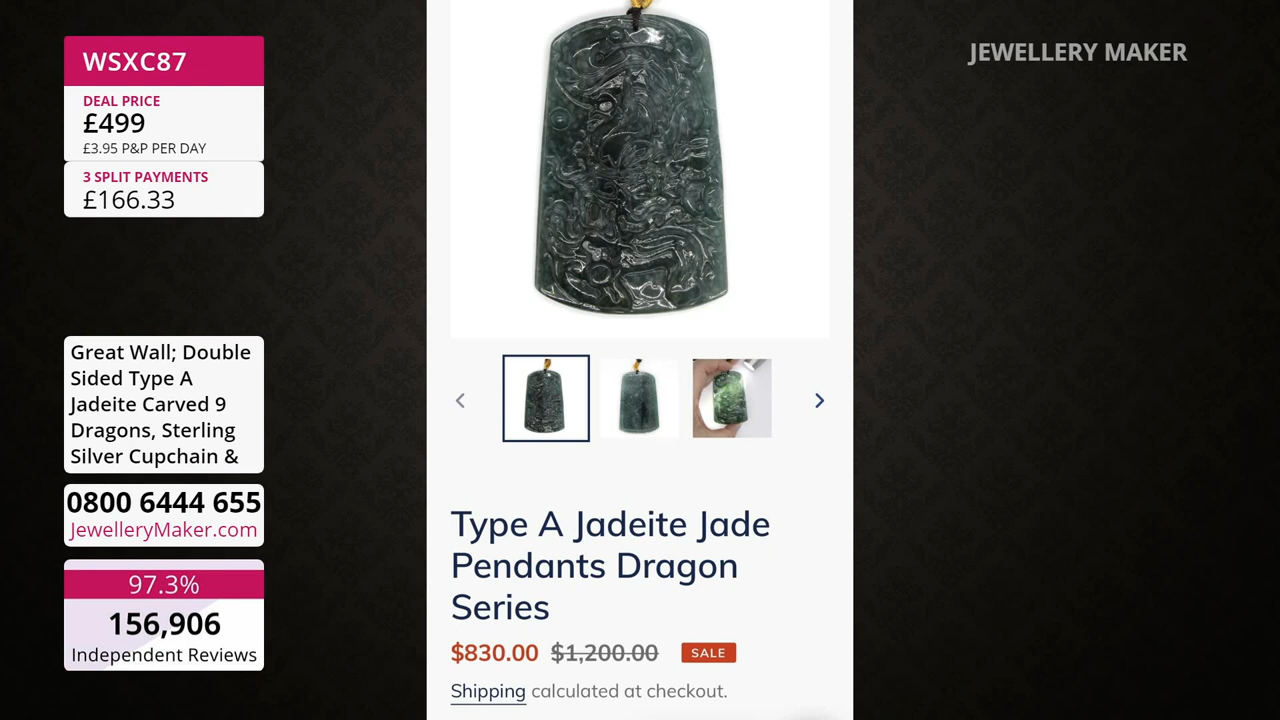 WSXC87
DEAL PRICE
£499
£3.95 P&P PER DAY
3 SPLIT PAYMENTS
£166.33
Great Wall; Double
Sided Type A
Jadeite Carved 9
Dragons, Sterling
Silver Cupchain &
0800 6444 655
JewelleryMaker.com
97.3%
156,906
Independent Reviews
Type A Jadeite Jade
Pendants Dragon
Series
$830.00 $1,200.00 SALE
Shipping calculated at checkout.
JEWELLERY MAKER